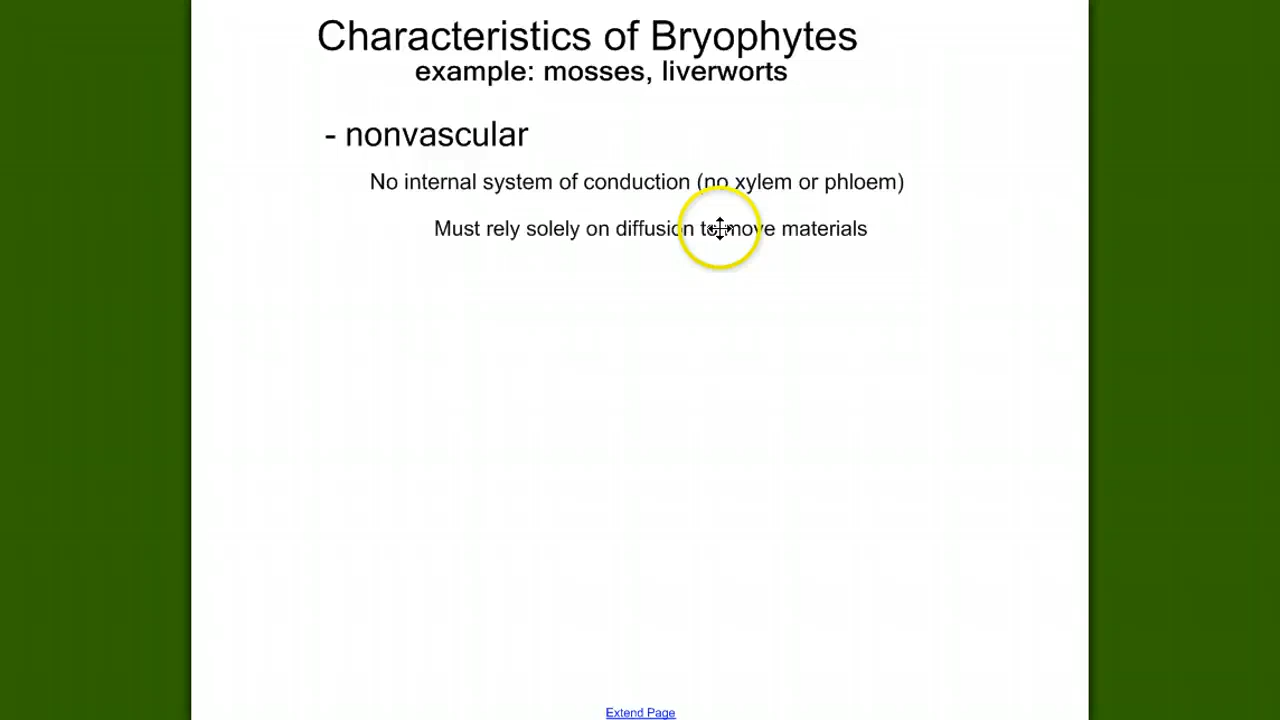 Characteristics of Bryophytes
example: mosses, liverworts
- nonvascular
No internal system of conduction (no xylem or phloem)
Must rely solely on diffusion to move materials
Extend Page